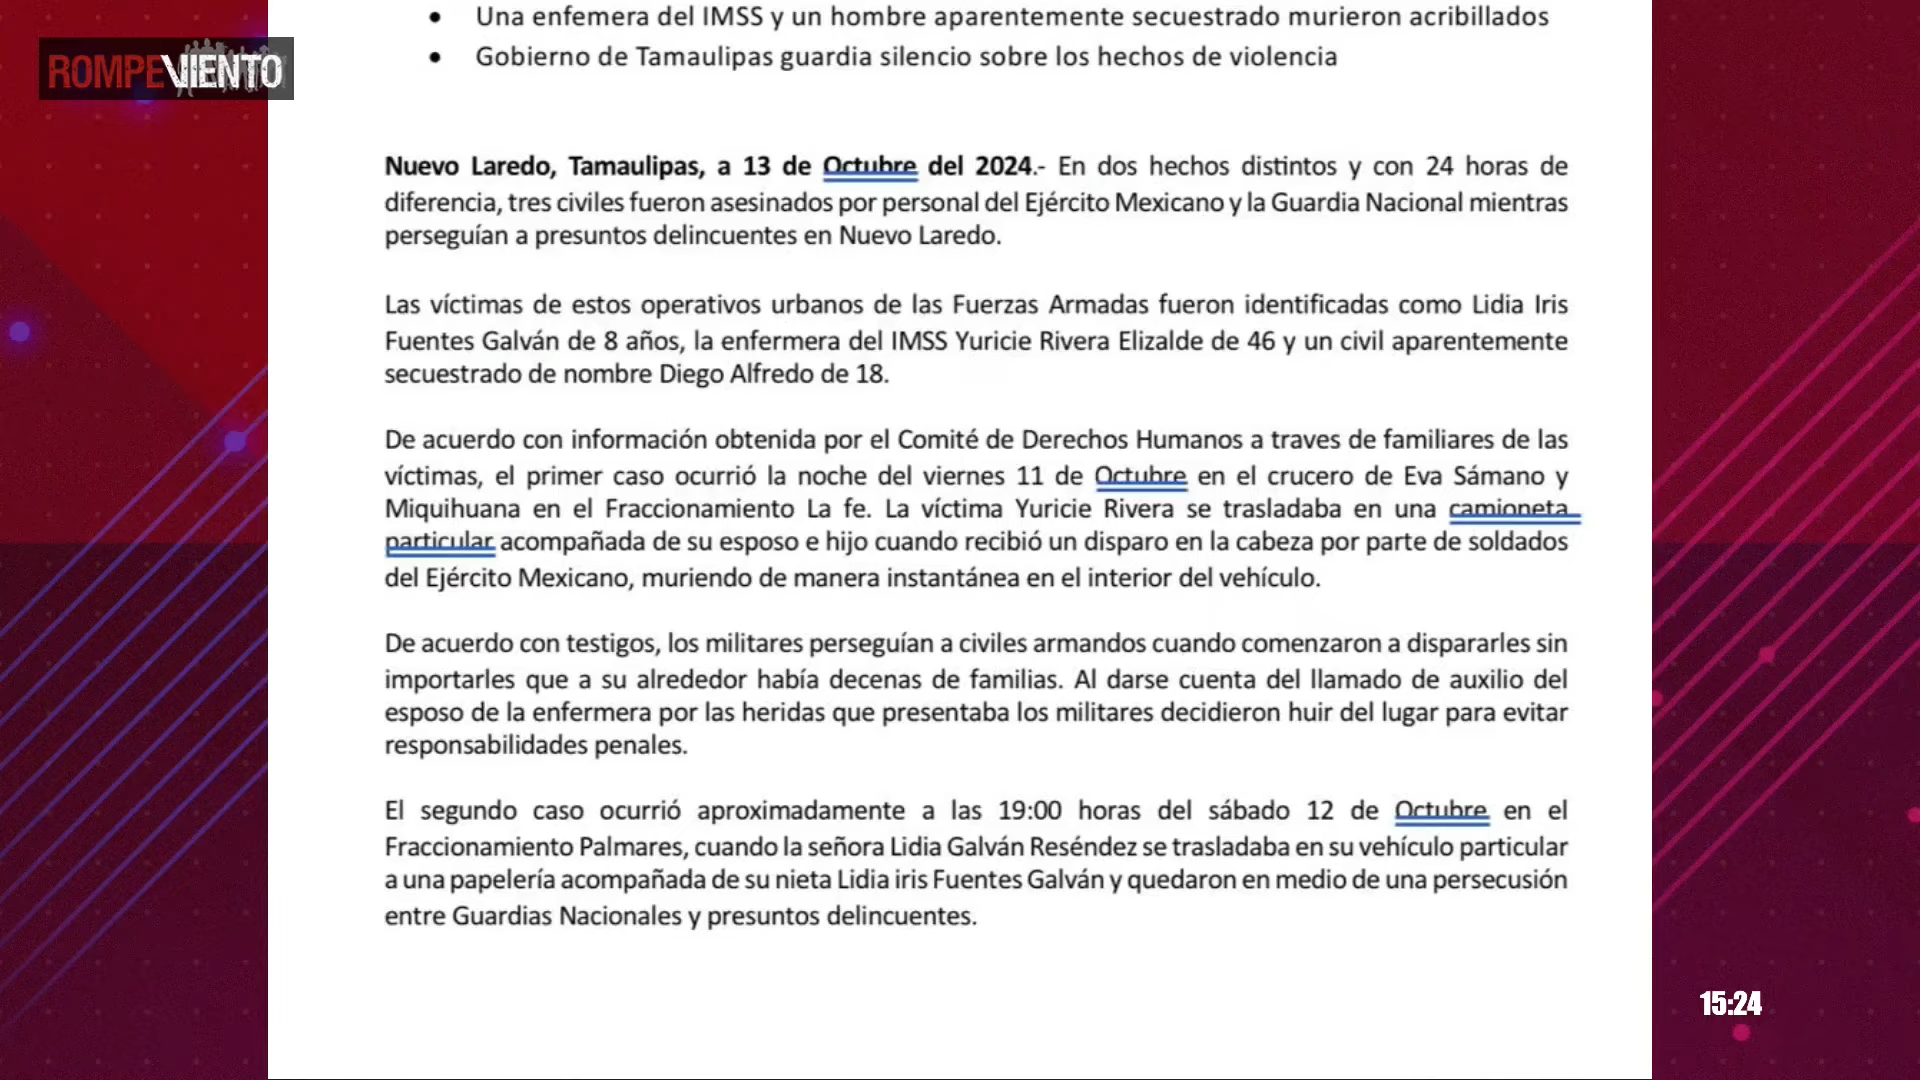 • Una enfemera del IMSS y un hombre aparentemente secuestrado murieron acribillados
• Gobierno de Tamaulipas guardia silencio sobre los hechos de violencia
ROMPEVIENTO
Nuevo Laredo, Tamaulipas, a 13 de Octubre del 2024.- En dos hechos distintos y con 24 horas de
diferencia, tres civiles fueron asesinados por personal del Ejército Mexicano y la Guardia Nacional mientras
perseguían a presuntos delincuentes en Nuevo Laredo.
Las víctimas de estos operativos urbanos de las Fuerzas Armadas fueron identificadas como Lidia Iris
Fuentes Galván de 8 años, la enfermera del IMSS Yuricie Rivera Elizalde de 46 y un civil aparentemente
secuestrado de nombre Diego Alfredo de 18.
De acuerdo con información obtenida por el Comité de Derechos Humanos a traves de familiares de las
víctimas, el primer caso ocurrió la noche del viernes 11 de Octubre en el crucero de Eva Sámano y
Miquihuana en el Fraccionamiento La fe. La víctima Yuricie Rivera se trasladaba en una camioneta
particular acompañada de su esposo e hijo cuando recibió un disparo en la cabeza por parte de soldados
del Ejército Mexicano, muriendo de manera instantánea en el interior del vehículo.
De acuerdo con testigos, los militares perseguían a civiles armandos cuando comenzaron a dispararles sin
importarles que a su alrededor había decenas de familias. Al darse cuenta del llamado de auxilio del
esposo de la enfermera por las heridas que presentaba los militares decidieron huir del lugar para evitar
responsabilidades penales.
El segundo caso ocurrió aproximadamente a las 19:00 horas del sábado 12 de Octubre en el
Fraccionamiento Palmares, cuando la señora Lidia Galván Reséndez se trasladaba en su vehículo particular
a una papelería acompañada de su nieta Lidia iris Fuentes Galván y quedaron en medio de una persecusión
entre Guardias Nacionales y presuntos delincuentes.
15:24